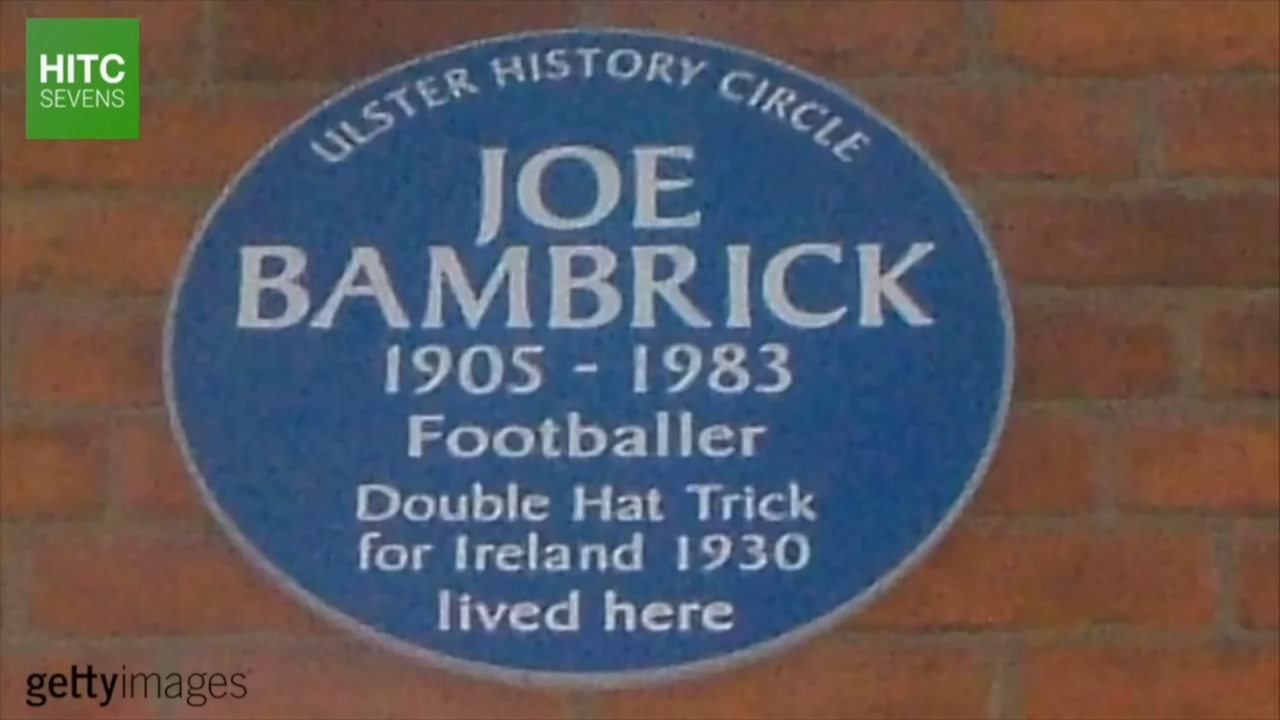 HITC
SEVENS
ULSTER HISTORY CIRCLE
JOE
BAMBRICK
1905 - 1983
Footballer
Double Hat Trick
for Ireland 1930
lived here
gettyimages